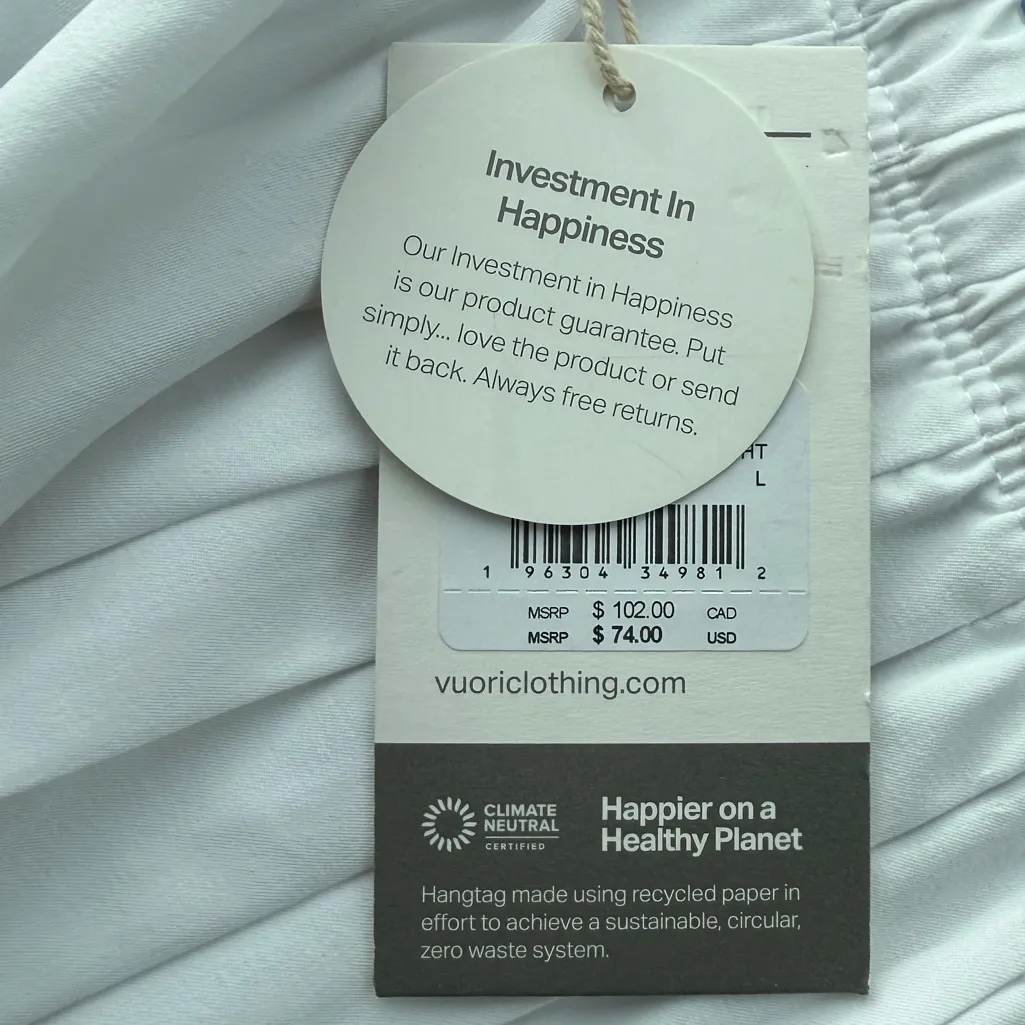 Investment In
Happiness
Our Investment in Happiness
is our product guarantee. Put
simply... love the product or send
it back. Always free returns.
HT
L
1 96304 34981 2
MSRP $ 102.00 CAD
MSRP $ 74.00 USD
vuoriclothing.com
CLIMATE
NEUTRAL
CERTIFIED
Happier on a
Healthy Planet
Hangtag made using recycled paper in
effort to achieve a sustainable, circular,
zero waste system.